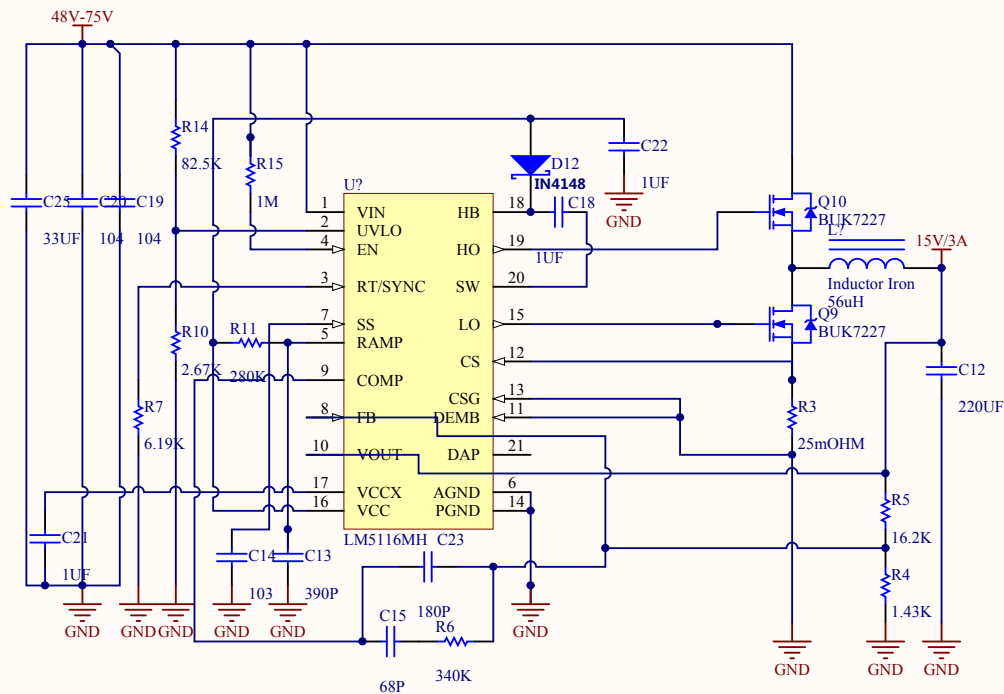 48V-75V
R14
82.5K
R15
1M
C25
33UF
C20
104
C19
104
U?
1 VIN
2 UVLO
4 EN
3 RT/SYNC
7 SS
5 RAMP
9 COMP
8 FB
10 VOUT
17 VCCX
16 VCC
HB 18
HO 19
SW 20
LO 15
CS 12
CSG 13
DEMB 11
DAP 21
AGND 6
PGND 14
LM5116MH
D12
IN4148
C18
1UF
C22
1UF
GND
Q10
BUK7227
L?
Inductor Iron
56uH
15V/3A
Q9
BUK7227
R3
25mOHM
C12
220UF
R10
2.67K
R11
280K
R7
6.19K
C21
1UF
C14
103
C13
390P
C23
180P
C15
68P
R6
340K
R5
16.2K
R4
1.43K
GND
GND
GND
GND
GND
GND
GND
GND
GND